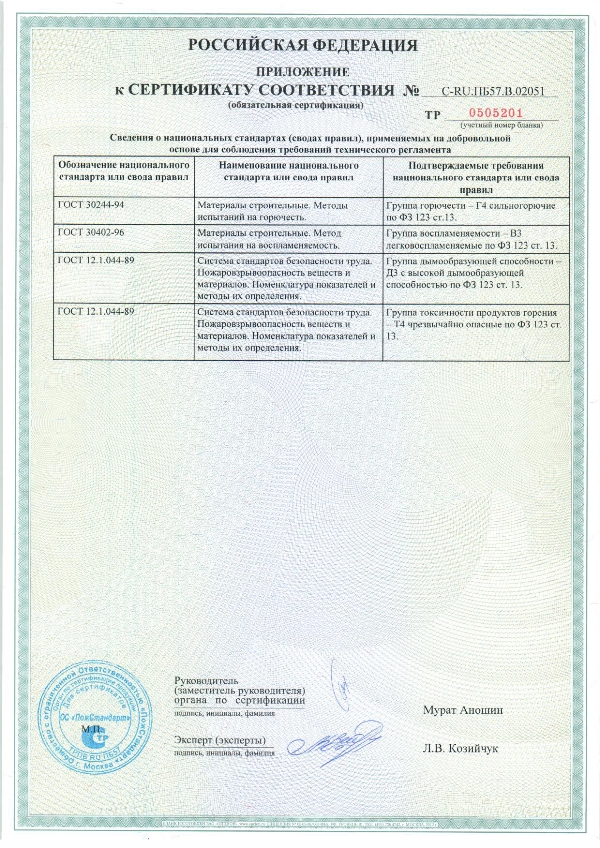 РОССИЙСКАЯ ФЕДЕРАЦИЯ
ПРИЛОЖЕНИЕ
к СЕРТИФИКАТУ СООТВЕТСТВИЯ № C-RU.ПБ57.В.02051
(обязательная сертификация)
ТР 0505201
(учетный номер бланка)
Сведения о национальных стандартах (сводах правил), применяемых на добровольной
основе для соблюдения требований технического регламента
Обозначение национального
стандарта или свода правил
Наименование национального
стандарта или свода правил
Подтверждаемые требования
национального стандарта или свода
правил
ГОСТ 30244-94
Материалы строительные. Методы
испытаний на горючесть.
Группа горючести – Г4 сильногорючие
по ФЗ 123 ст.13.
ГОСТ 30402-96
Материалы строительные. Метод
испытания на воспламеняемость.
Группа воспламеняемости – В3
легковоспламеняемые по ФЗ 123 ст. 13.
ГОСТ 12.1.044-89
Система стандартов безопасности труда.
Пожаровзрывоопасность веществ и
материалов. Номенклатура показателей и
методы их определения.
Группа дымообразующей способности –
Д3 с высокой дымообразующей
способностью по ФЗ 123 ст. 13.
ГОСТ 12.1.044-89
Система стандартов безопасности труда.
Пожаровзрывоопасность веществ и
материалов. Номенклатура показателей и
методы их определения.
Группа токсичности продуктов горения
– Т4 чрезвычайно опасные по ФЗ 123 ст.
13.
Руководитель
(заместитель руководителя)
органа по сертификации
подпись, инициалы, фамилия
Мурат Аношин
Эксперт (эксперты)
подпись, инициалы, фамилия
Л.В. Козийчук
Общество с ограниченной Ответственностью «ПожСтандарт»
г. Москва
Орган по сертификации продукции
Для сертификатов
ОС «ПожСтандарт»
М.П.
ТР
ТРПБ.RU.ПБ57